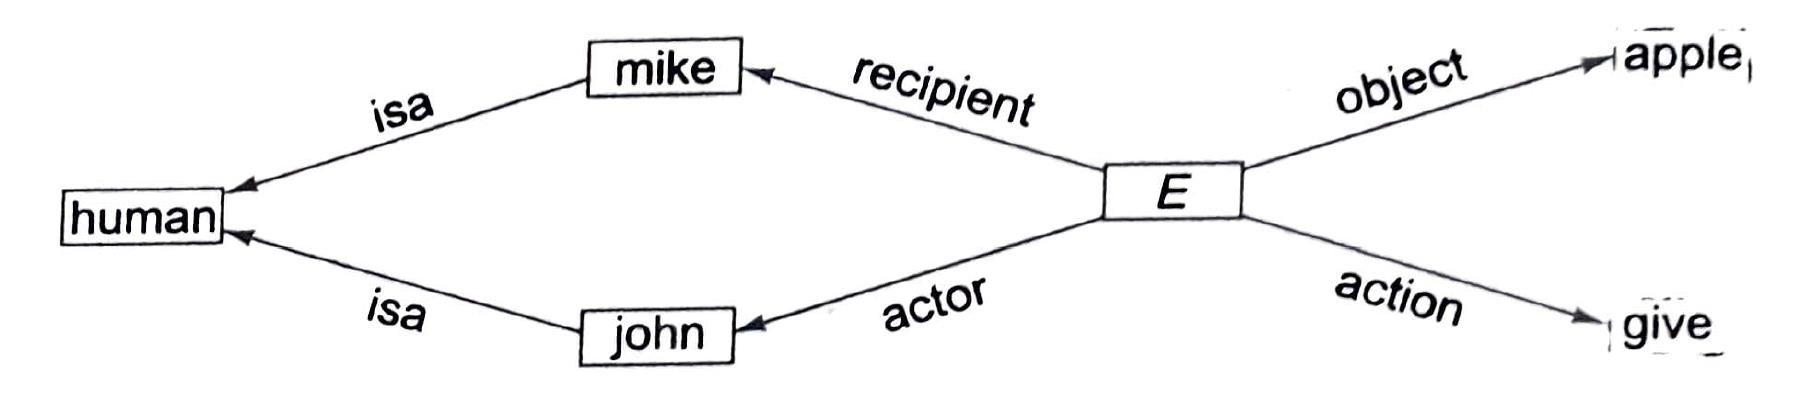 mike
recipient
object
apple
isa
E
human
isa
john
actor
action
give